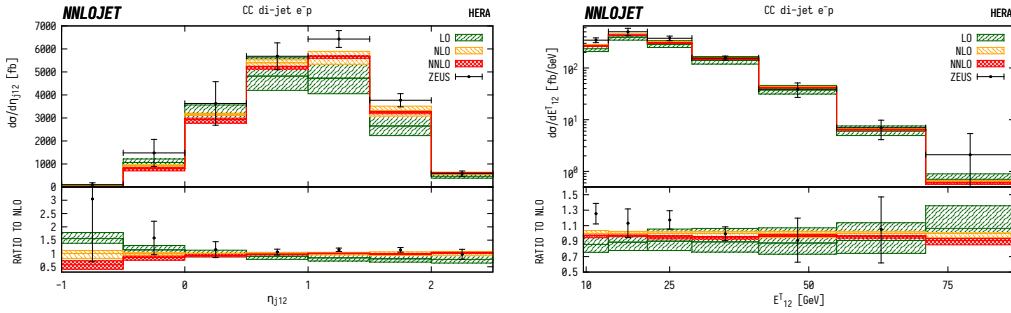 NNLOJET CC di-jet e⁻p HERA
7000
6000
5000
4000
3000
2000
1000
0
dσ/dη_j12 [fb]
LO
NLO
NNLO
ZEUS
3
2.5
2
1.5
1
0.5
RATIO TO NLO
-1 0 1 2
η_j12
NNLOJET CC di-jet e⁻p HERA
10²
10¹
10⁰
dσ/dE^T_12 [fb/GeV]
LO
NLO
NNLO
ZEUS
1.5
1.3
1.1
0.9
0.7
0.5
RATIO TO NLO
10 25 50 75
E^T_12 [GeV]